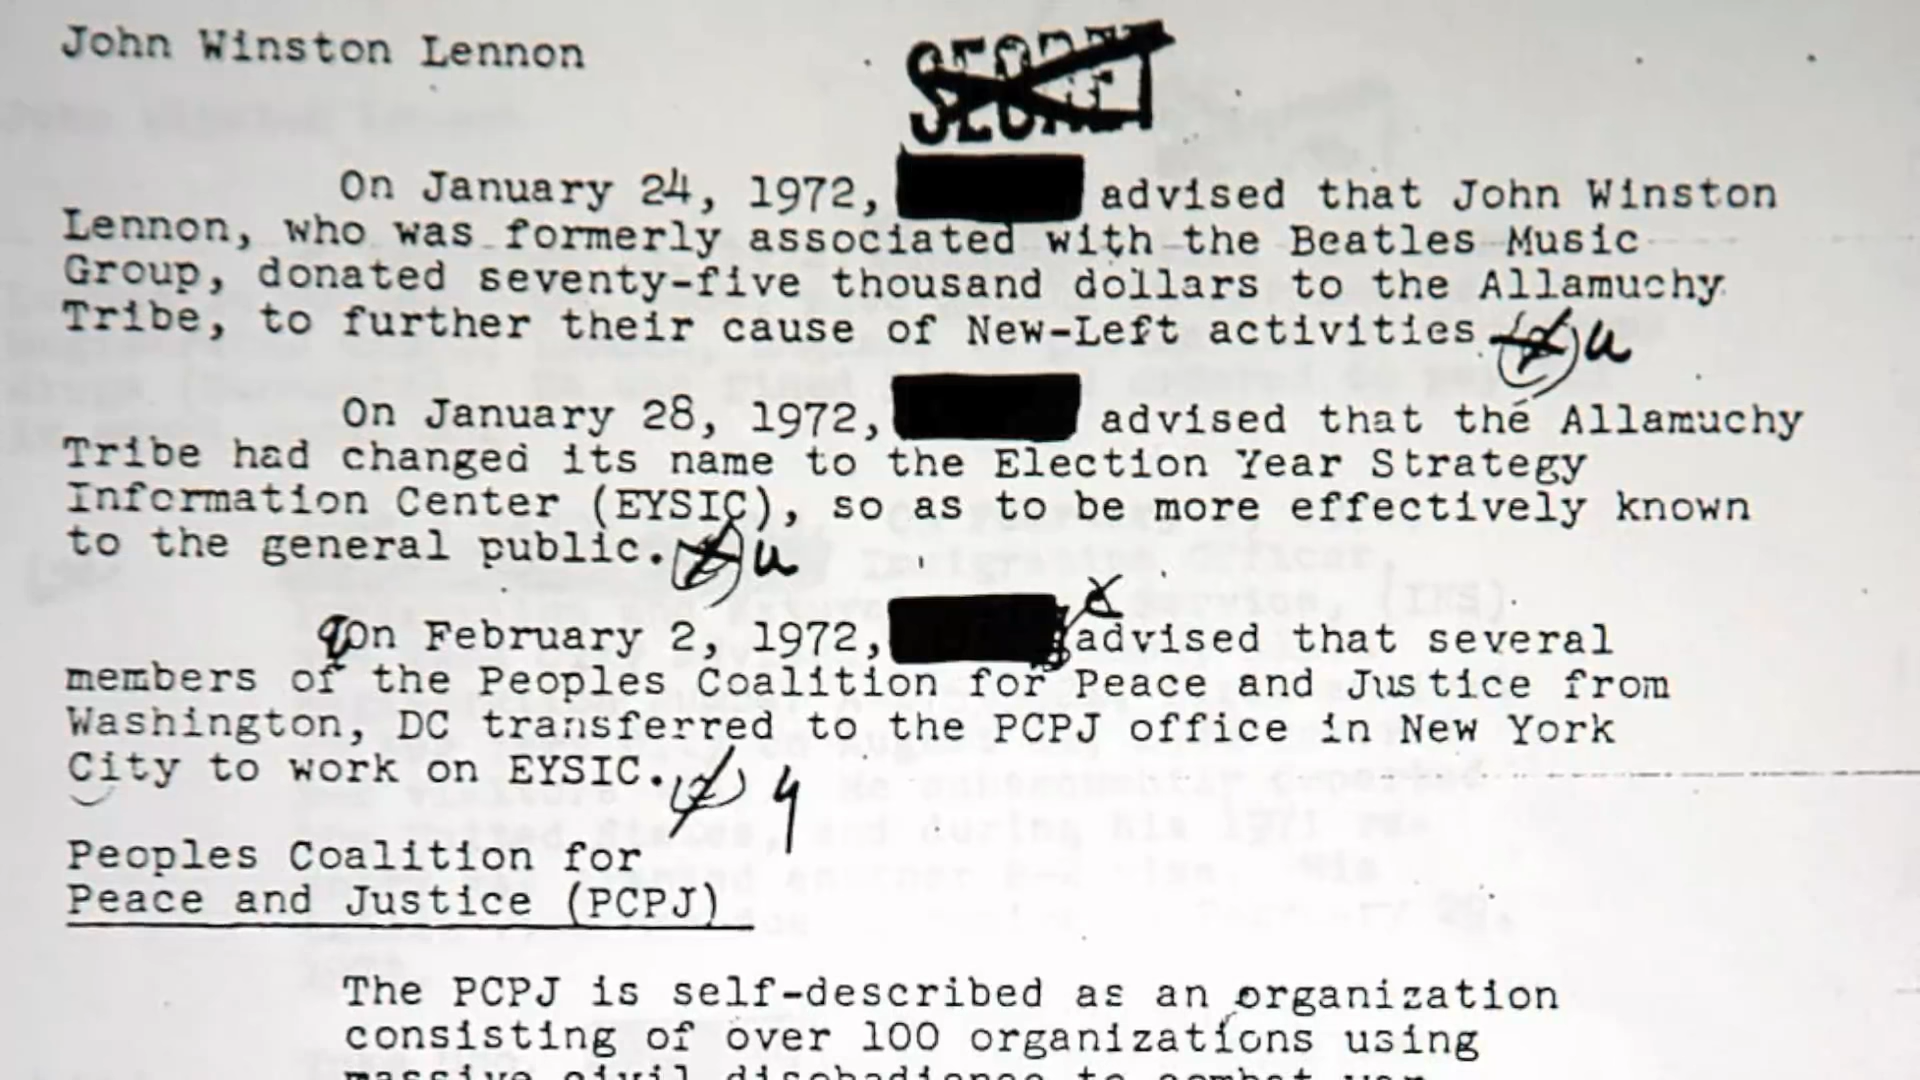 John Winston Lennon
SECRET
On January 24, 1972, advised that John Winston
Lennon, who was formerly associated with the Beatles Music
Group, donated seventy-five thousand dollars to the Allamuchy
Tribe, to further their cause of New-Left activities u
On January 28, 1972, advised that the Allamuchy
Tribe had changed its name to the Election Year Strategy
Information Center (EYSIC), so as to be more effectively known
to the general public. u
On February 2, 1972, advised that several
members of the Peoples Coalition for Peace and Justice from
Washington, DC transferred to the PCPJ office in New York
City to work on EYSIC.
Peoples Coalition for
Peace and Justice (PCPJ)
The PCPJ is self-described as an organization
consisting of over 100 organizations using
massive civil disobedience to combat war